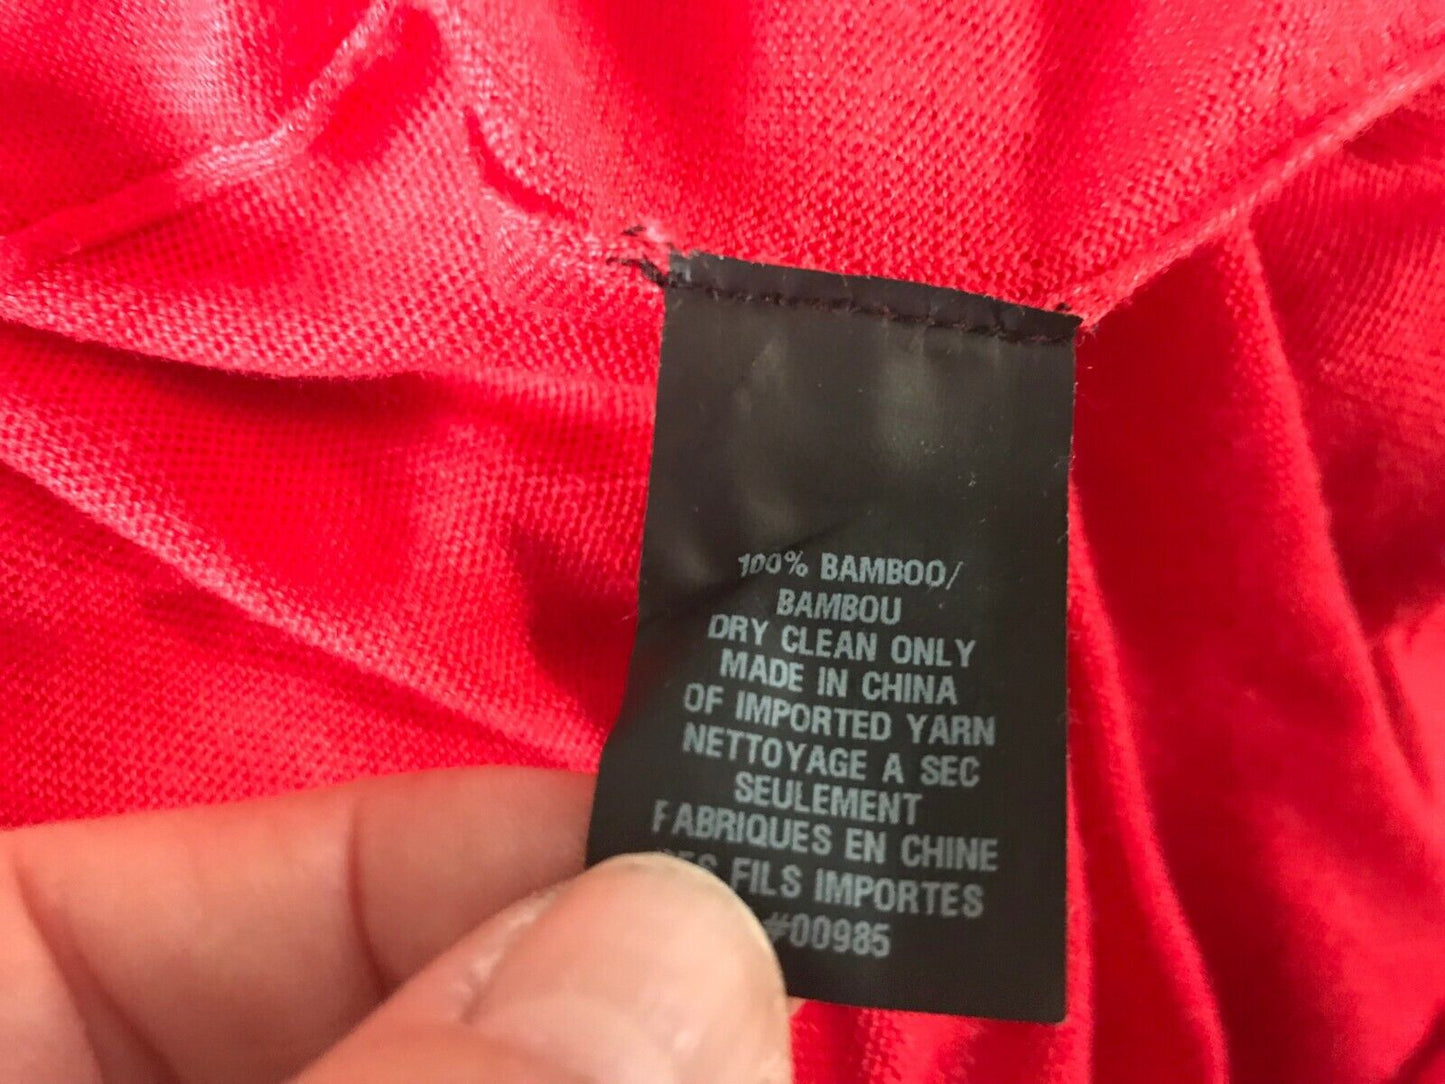 100% BAMBOO/
BAMBOU
DRY CLEAN ONLY
MADE IN CHINA
OF IMPORTED YARN
NETTOYAGE A SEC
SEULEMENT
FABRIQUES EN CHINE
FILS IMPORTES
#00985